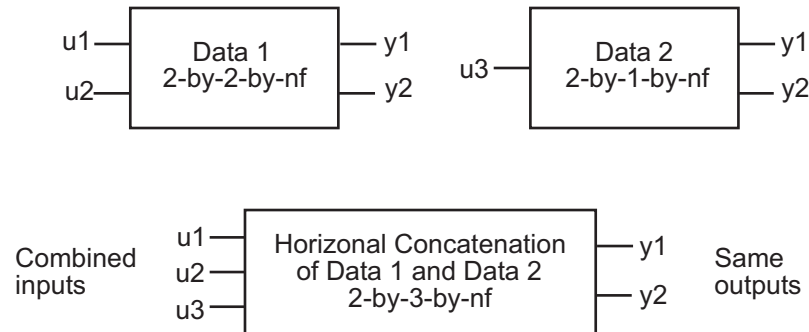 u1
u2
Data 1
2-by-2-by-nf
y1
y2
u3
Data 2
2-by-1-by-nf
y1
y2
Combined
inputs
u1
u2
u3
Horizonal Concatenation
of Data 1 and Data 2
2-by-3-by-nf
y1
y2
Same
outputs